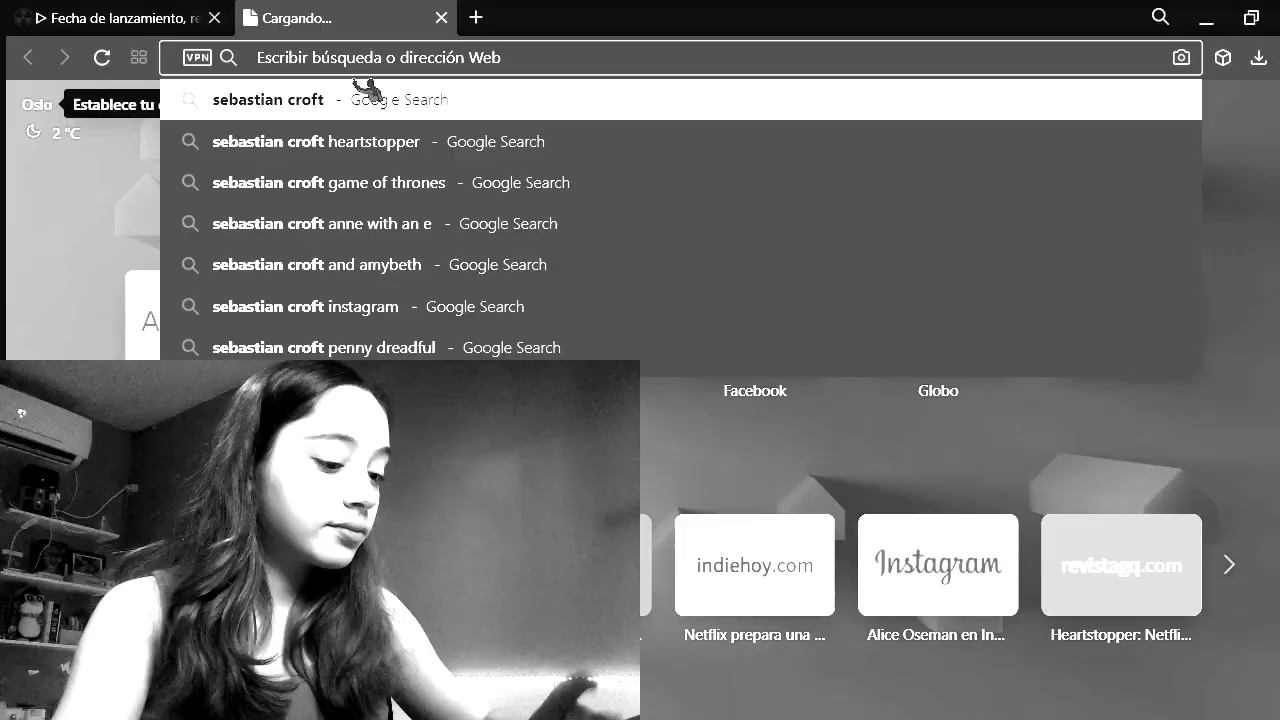 Fecha de lanzamiento, re
Cargando...
VPN
Escribir búsqueda o dirección Web
Oslo
Establece tu
2 °C
sebastian croft - Google Search
sebastian croft heartstopper - Google Search
sebastian croft game of thrones - Google Search
sebastian croft anne with an e - Google Search
sebastian croft and amybeth - Google Search
sebastian croft instagram - Google Search
sebastian croft penny dreadful - Google Search
A
Facebook
Globo
indiehoy.com
Instagram
revistagq.com
Netflix prepara una ...
Alice Oseman en In...
Heartstopper: Netfli...